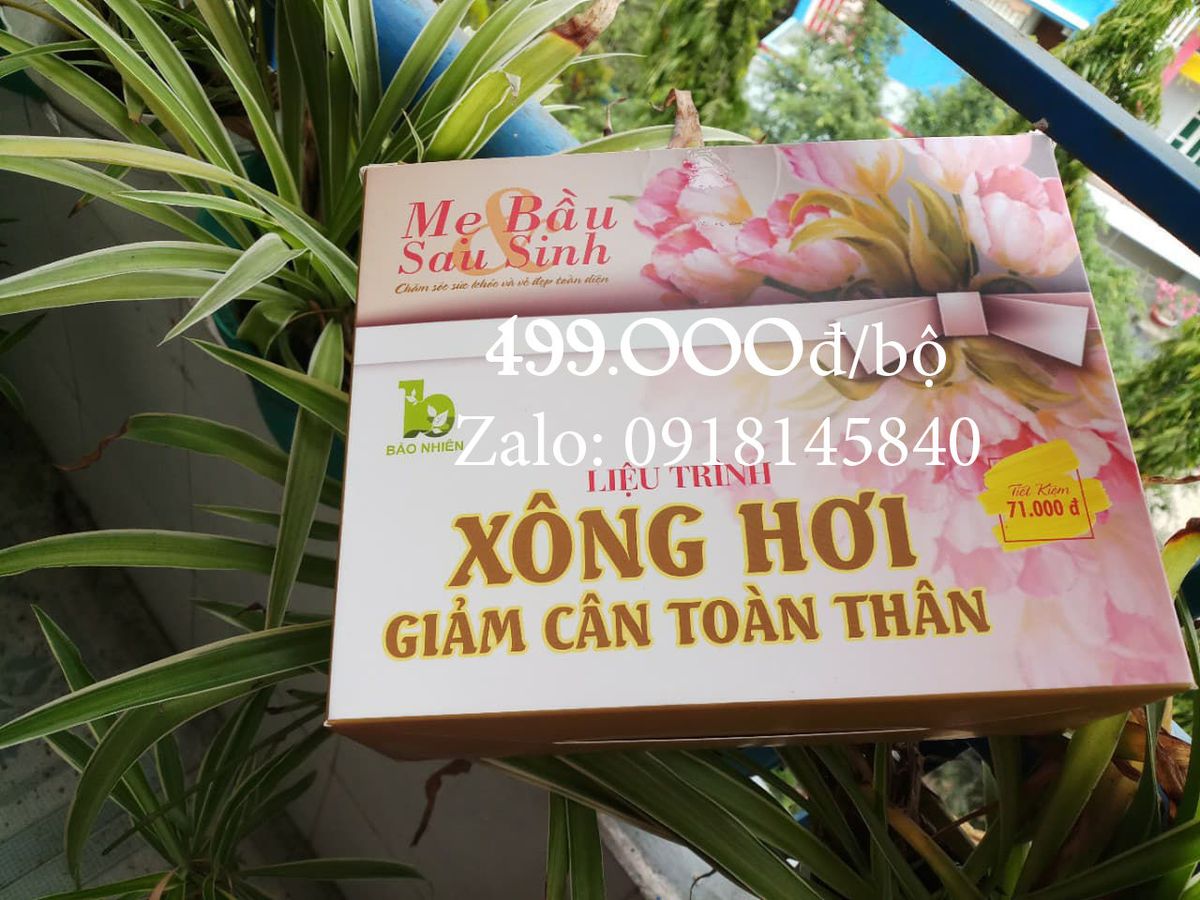 Mẹ Bầu
&
Sau Sinh
Chăm sóc sức khỏe và vẻ đẹp toàn diện
499.000đ/bộ
b
BẢO NHIÊN
Zalo: 0918145840
LIỆU TRÌNH
XÔNG HƠI
GIẢM CÂN TOÀN THÂN
Tiết Kiệm
71.000 đ